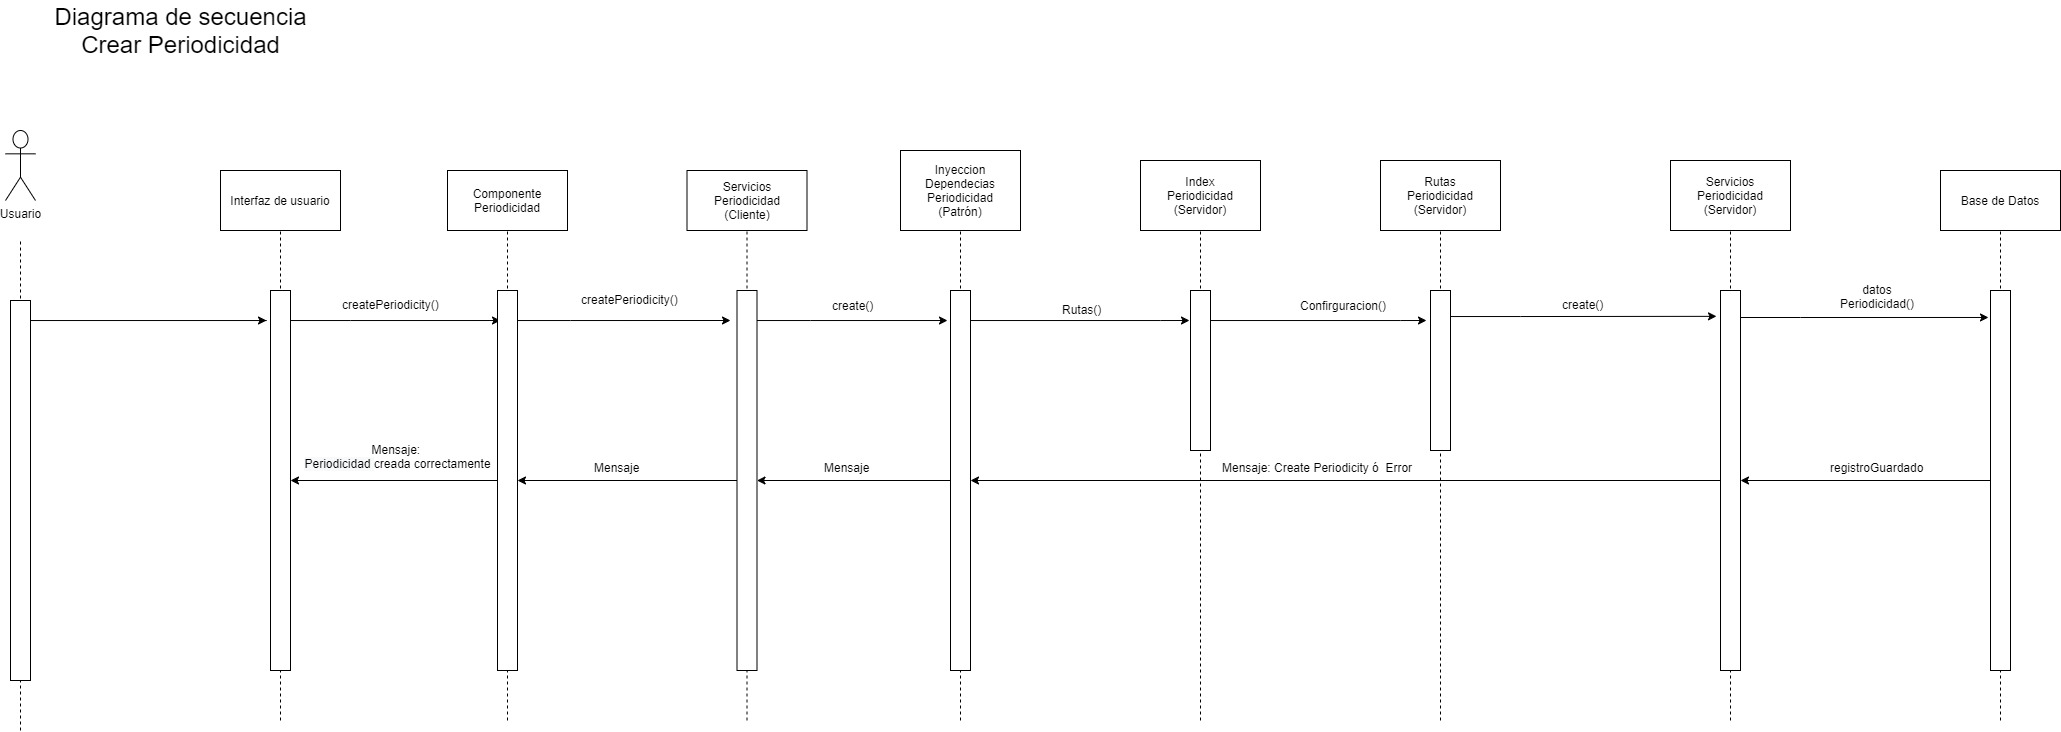 Diagrama de secuencia
Crear Periodicidad
Usuario
Interfaz de usuario
Componente
Periodicidad
Servicios
Periodicidad
(Cliente)
Inyeccion
Dependecias
Periodicidad
(Patrón)
Index
Periodicidad
(Servidor)
Rutas
Periodicidad
(Servidor)
Servicios
Periodicidad
(Servidor)
Base de Datos
createPeriodicity()
createPeriodicity()
create()
Rutas()
Confirguracion()
create()
datos
Periodicidad()
Mensaje:
Periodicidad creada correctamente
Mensaje
Mensaje
Mensaje: Create Periodicity ó  Error
registroGuardado